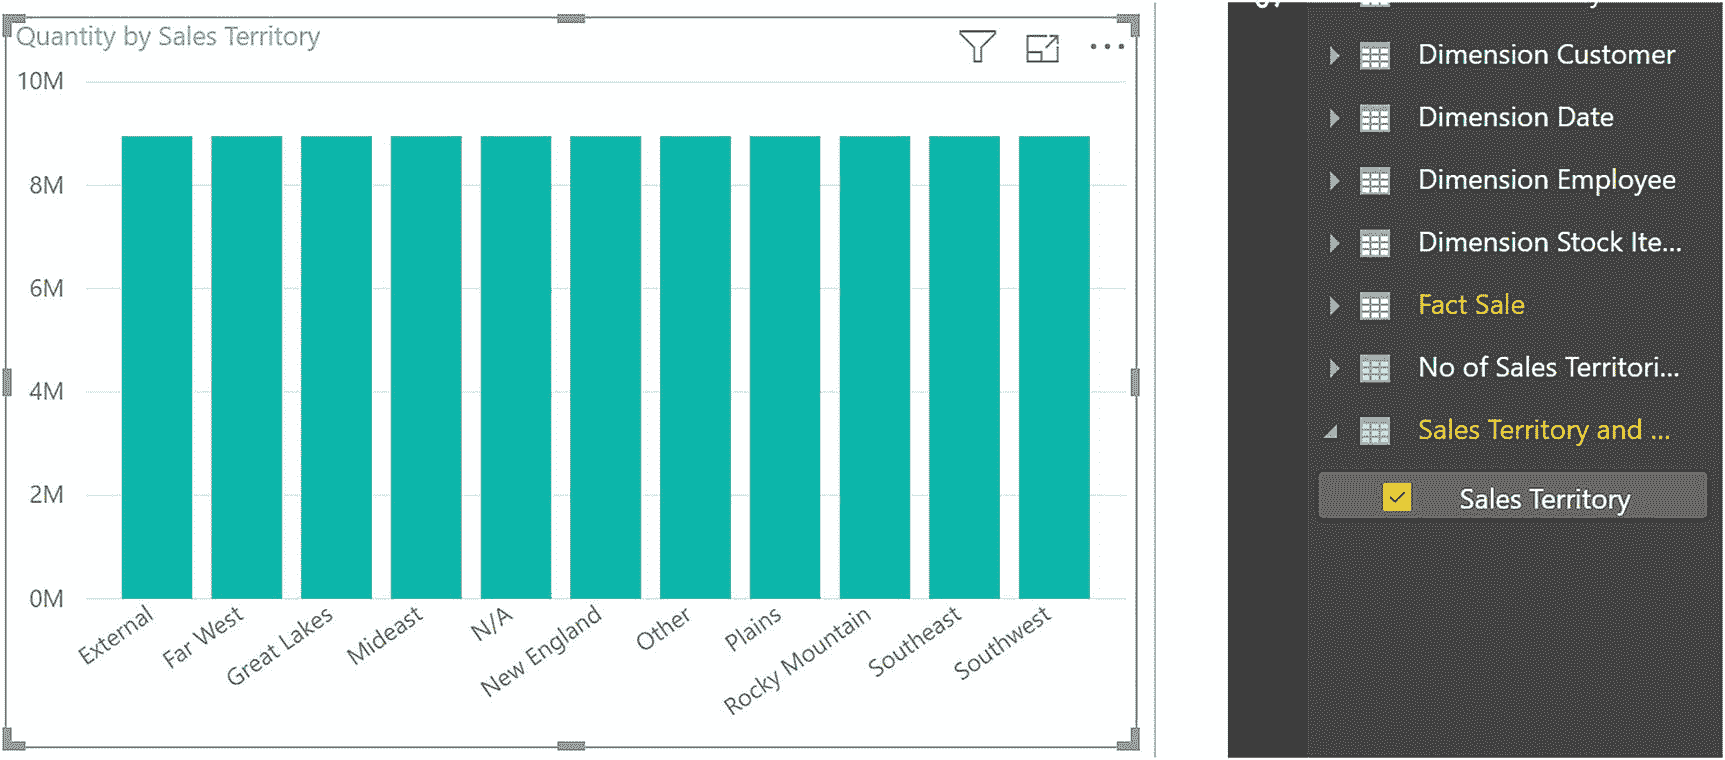 Quantity by Sales Territory
10M
8M
6M
4M
2M
0M
External
Far West
Great Lakes
Mideast
N/A
New England
Other
Plains
Rocky Mountain
Southeast
Southwest
Dimension Customer
Dimension Date
Dimension Employee
Dimension Stock Ite...
Fact Sale
No of Sales Territori...
Sales Territory and ...
Sales Territory